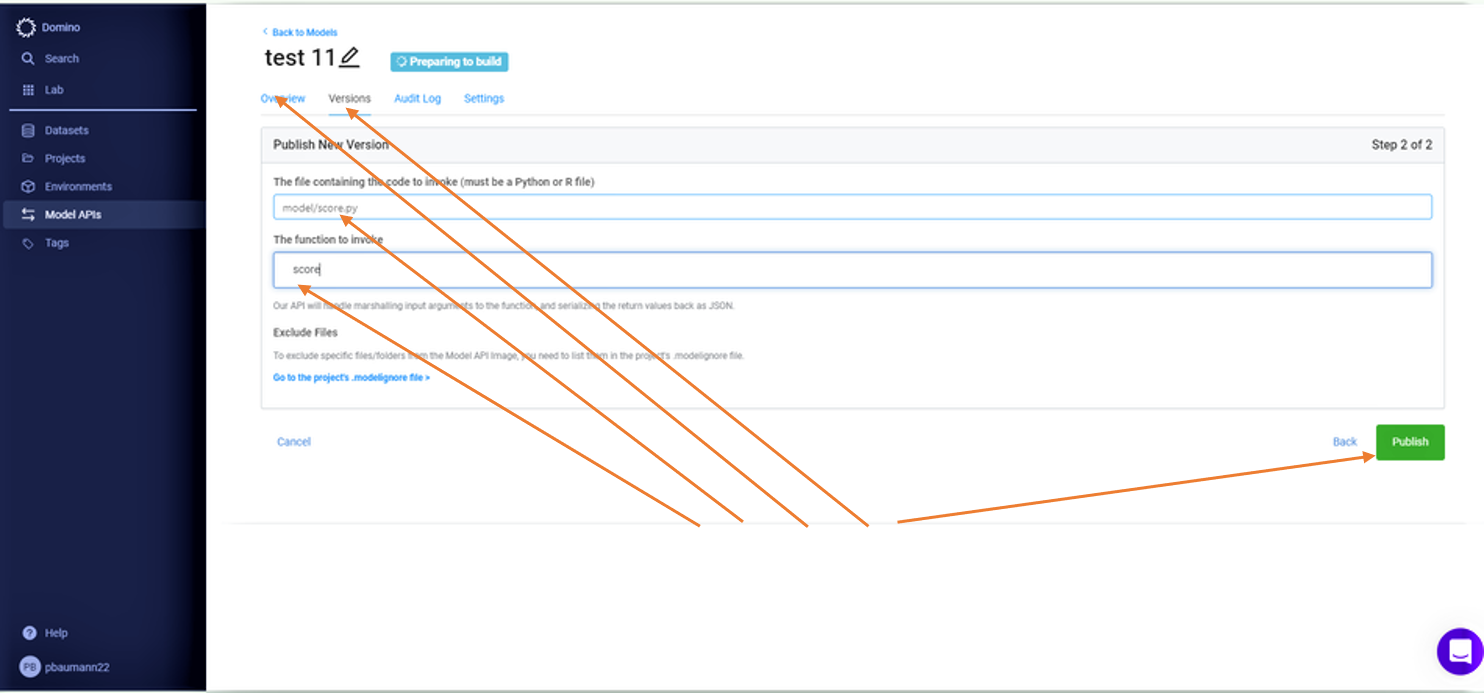 Domino
Search
Lab
Datasets
Projects
Environments
Model APIs
Tags
Help
PB pbaumann22
< Back to Models
test 11
Preparing to build
Overview Versions Audit Log Settings
Publish New Version Step 2 of 2
The file containing the code to invoke (must be a Python or R file)
model/score.py
The function to invoke
score
Our API will handle marshalling input arguments to the function, and serializing the return values back as JSON.
Exclude Files
To exclude specific files/folders from the Model API Image, you need to list them in the project's .modelignore file.
Go to the project's .modelignore file >
Cancel Back Publish